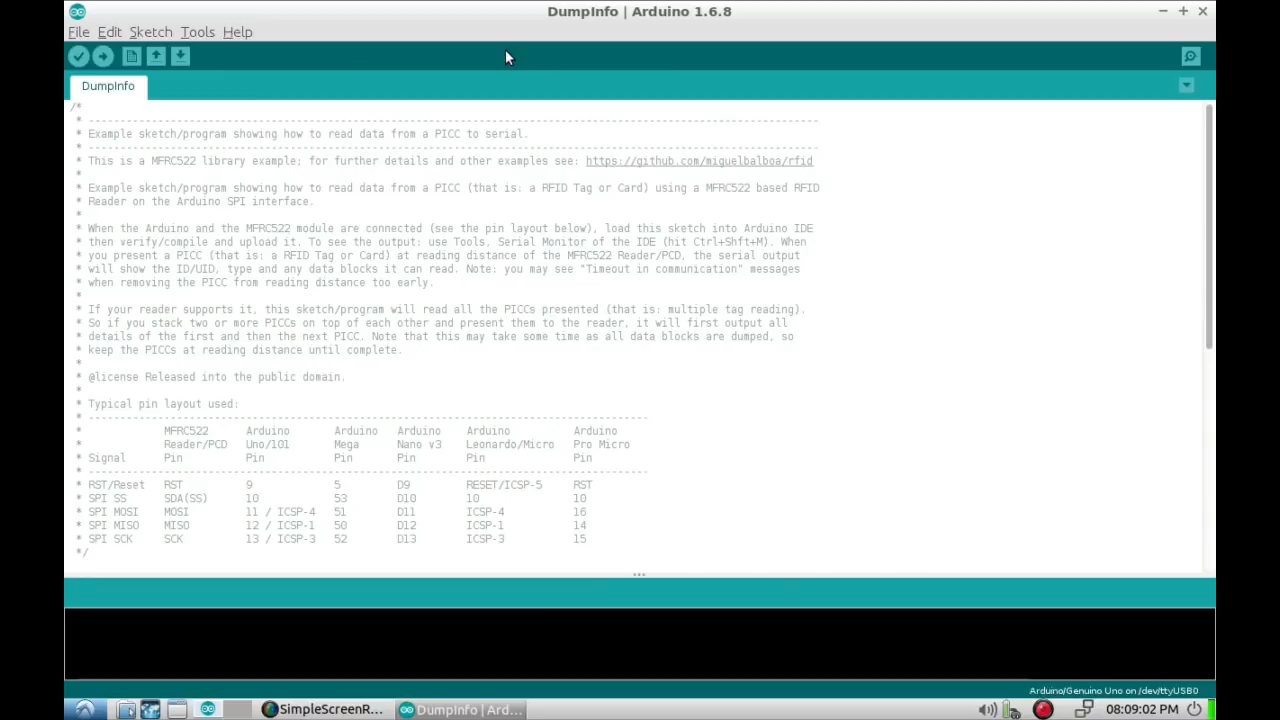 DumpInfo | Arduino 1.6.8
File Edit Sketch Tools Help
DumpInfo
/*
* --------------------------------------------------------------------------------------------------------------------
* Example sketch/program showing how to read data from a PICC to serial.
* --------------------------------------------------------------------------------------------------------------------
* This is a MFRC522 library example; for further details and other examples see: https://github.com/miguelbalboa/rfid
*
* Example sketch/program showing how to read data from a PICC (that is: a RFID Tag or Card) using a MFRC522 based RFID
* Reader on the Arduino SPI interface.
*
* When the Arduino and the MFRC522 module are connected (see the pin layout below), load this sketch into Arduino IDE
* then verify/compile and upload it. To see the output: use Tools, Serial Monitor of the IDE (hit Ctrl+Shft+M). When
* you present a PICC (that is: a RFID Tag or Card) at reading distance of the MFRC522 Reader/PCD, the serial output
* will show the ID/UID, type and any data blocks it can read. Note: you may see "Timeout in communication" messages
* when removing the PICC from reading distance too early.
*
* If your reader supports it, this sketch/program will read all the PICCs presented (that is: multiple tag reading).
* So if you stack two or more PICCs on top of each other and present them to the reader, it will first output all
* details of the first and then the next PICC. Note that this may take some time as all data blocks are dumped, so
* keep the PICCs at reading distance until complete.
*
* @license Released into the public domain.
*
* Typical pin layout used:
* -----------------------------------------------------------------------------------------
* MFRC522 Arduino Arduino Arduino Arduino Arduino
* Reader/PCD Uno/101 Mega Nano v3 Leonardo/Micro Pro Micro
* Signal Pin Pin Pin Pin Pin Pin
* -----------------------------------------------------------------------------------------
* RST/Reset RST 9 5 D9 RESET/ICSP-5 RST
* SPI SS SDA(SS) 10 53 D10 10 10
* SPI MOSI MOSI 11 / ICSP-4 51 D11 ICSP-4 16
* SPI MISO MISO 12 / ICSP-1 50 D12 ICSP-1 14
* SPI SCK SCK 13 / ICSP-3 52 D13 ICSP-3 15
*/
Arduino/Genuino Uno on /dev/ttyUSB0
SimpleScreenR... DumpInfo | Ard... 08:09:02 PM